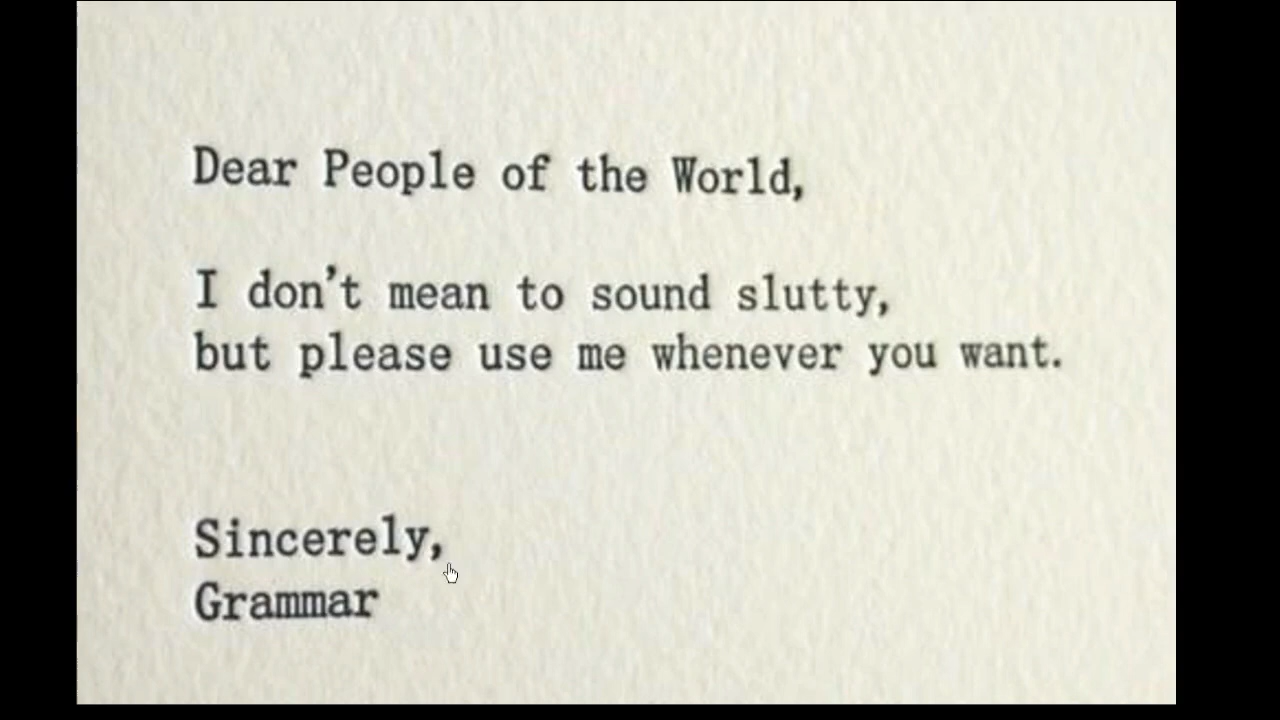 Dear People of the World,
I don't mean to sound slutty,
but please use me whenever you want.
Sincerely,
Grammar